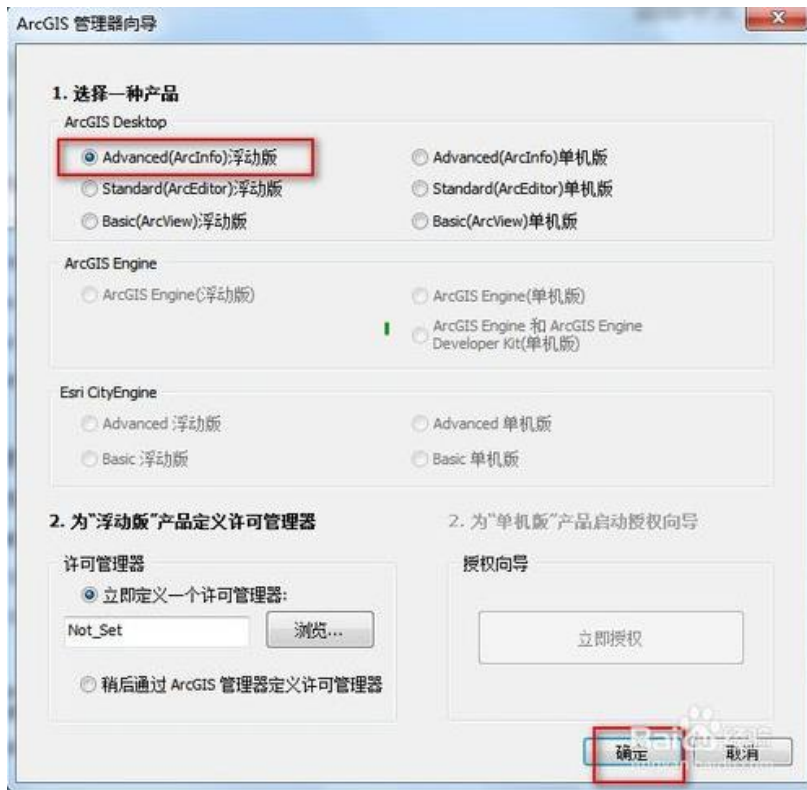 ArcGIS 管理器向导
1. 选择一种产品
ArcGIS Desktop
Advanced(ArcInfo)浮动版
Advanced(ArcInfo)单机版
Standard(ArcEditor)浮动版
Standard(ArcEditor)单机版
Basic(ArcView)浮动版
Basic(ArcView)单机版
ArcGIS Engine
ArcGIS Engine(浮动版)
ArcGIS Engine(单机版)
ArcGIS Engine 和 ArcGIS Engine
Developer Kit(单机版)
Esri CityEngine
Advanced 浮动版
Advanced 单机版
Basic 浮动版
Basic 单机版
2. 为"浮动版"产品定义许可管理器
2. 为"单机版"产品启动授权向导
许可管理器
授权向导
立即定义一个许可管理器:
Not_Set
浏览...
立即授权
稍后通过 ArcGIS 管理器定义许可管理器
确定
取消
Baidu 经验